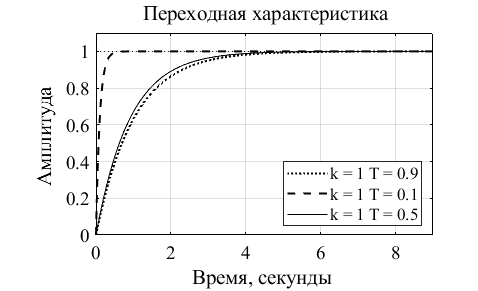 Переходная характеристика
Амплитуда
1
0.8
0.6
0.4
0.2
0
0
2
4
6
8
k = 1 T = 0.9
k = 1 T = 0.1
k = 1 T = 0.5
Время, секунды